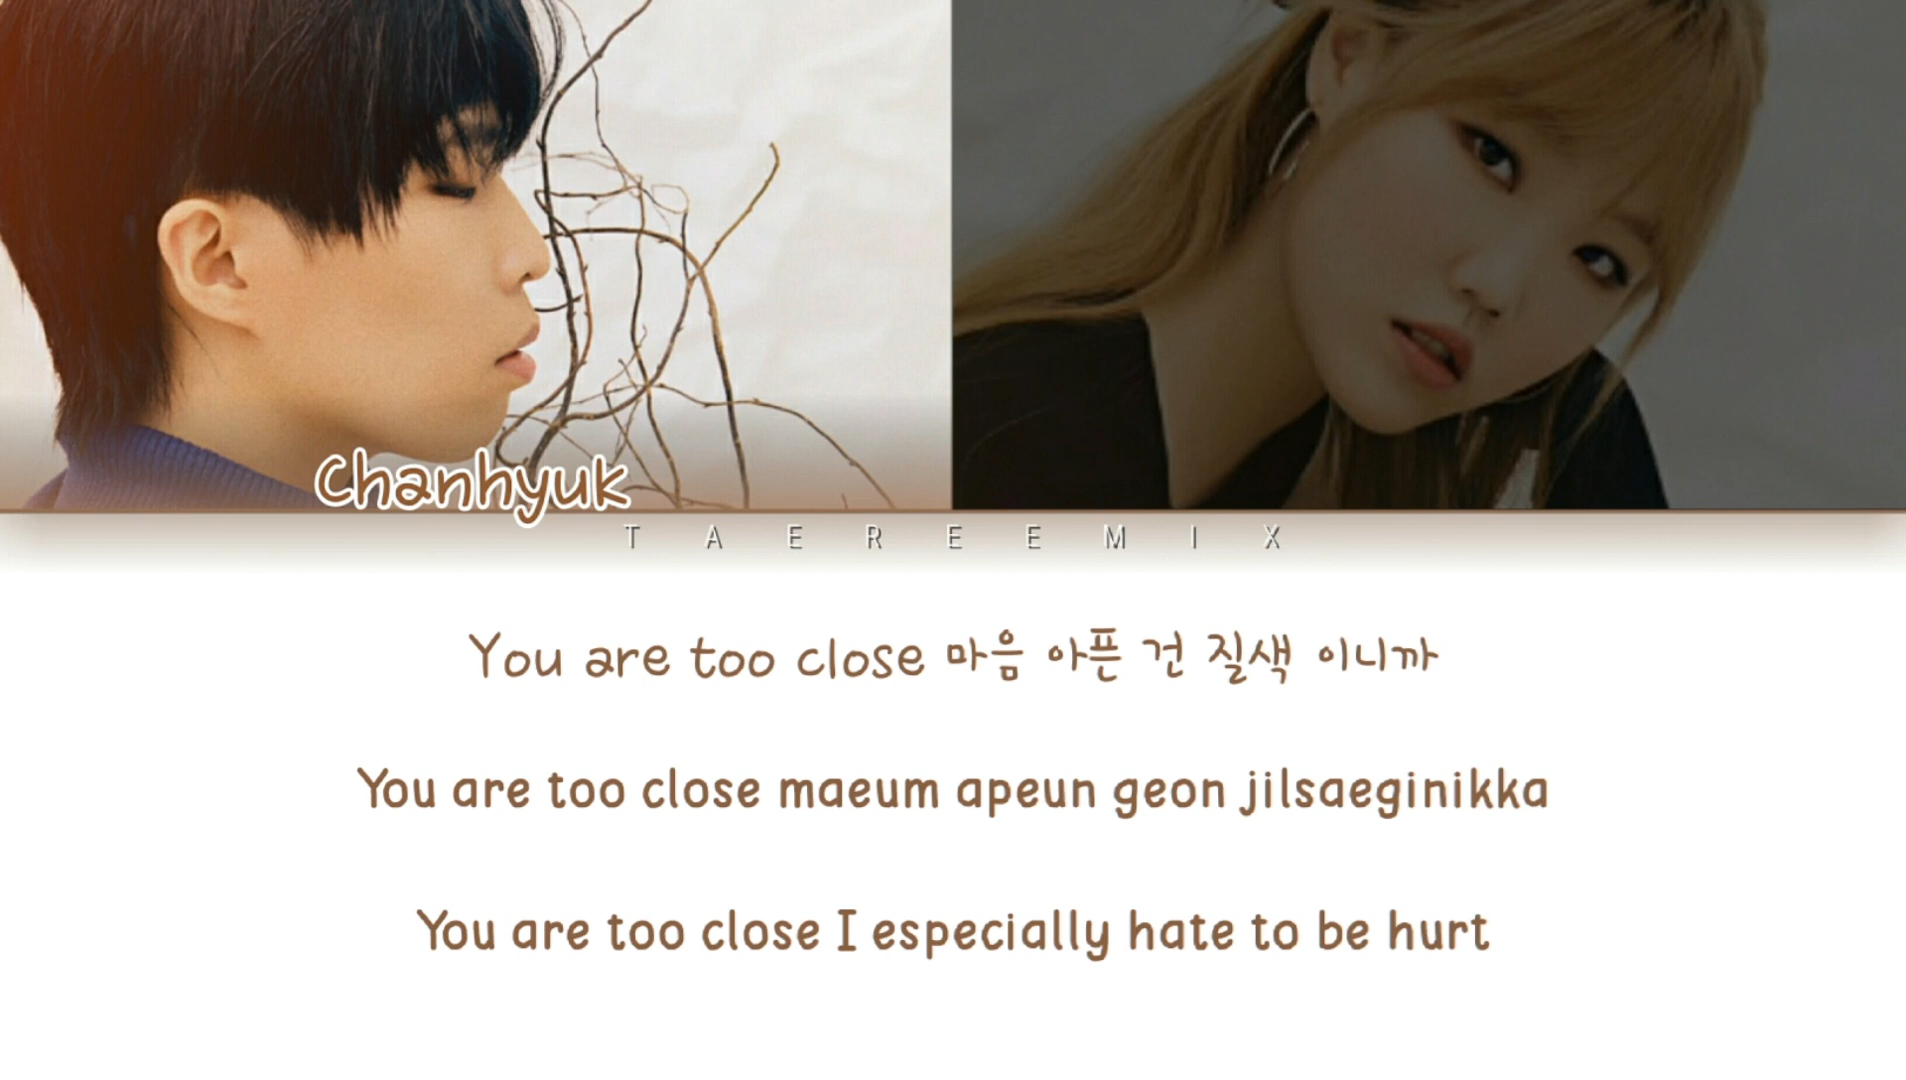 Chanhyuk
TAEREEMIX
You are too close 마음 아픈 건 질색 이니까
You are too close maeum apeun geon jilsaeginikka
You are too close I especially hate to be hurt